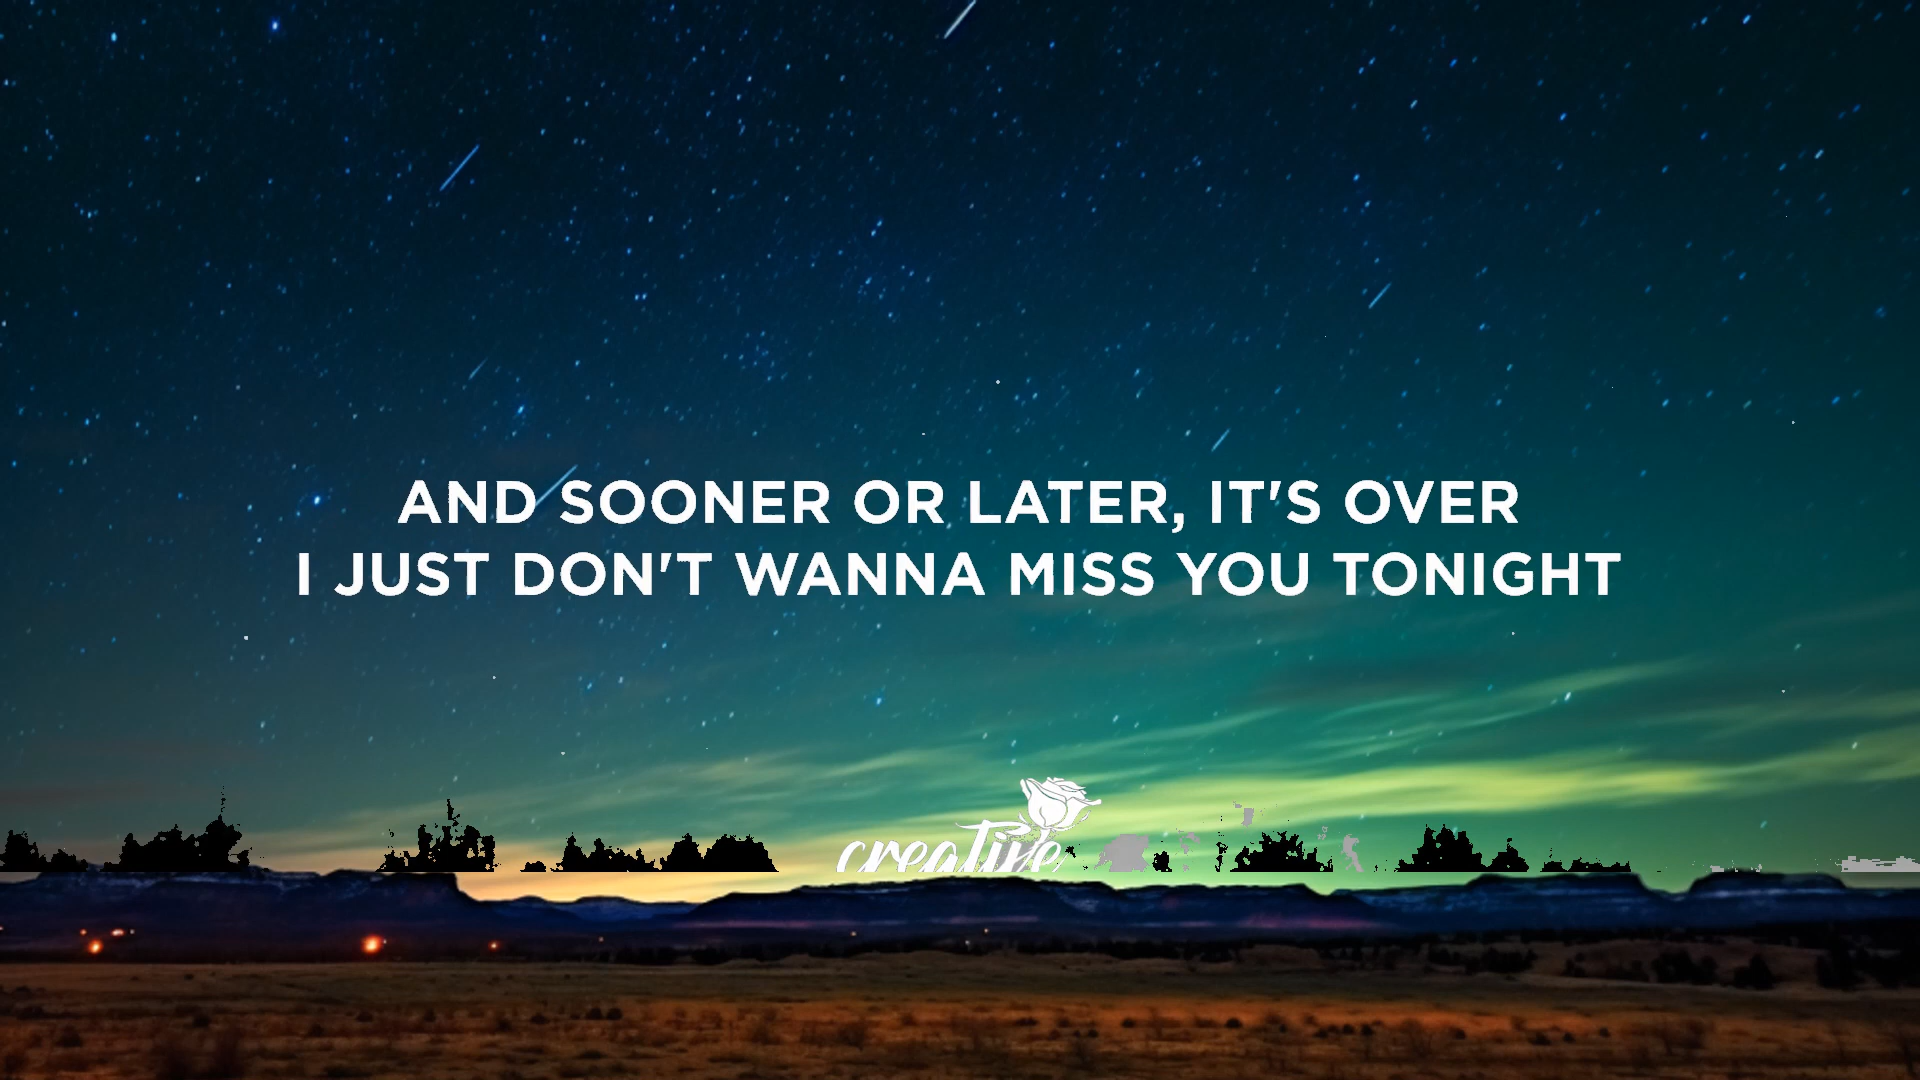 AND SOONER OR LATER, IT'S OVER
I JUST DON'T WANNA MISS YOU TONIGHT
creative